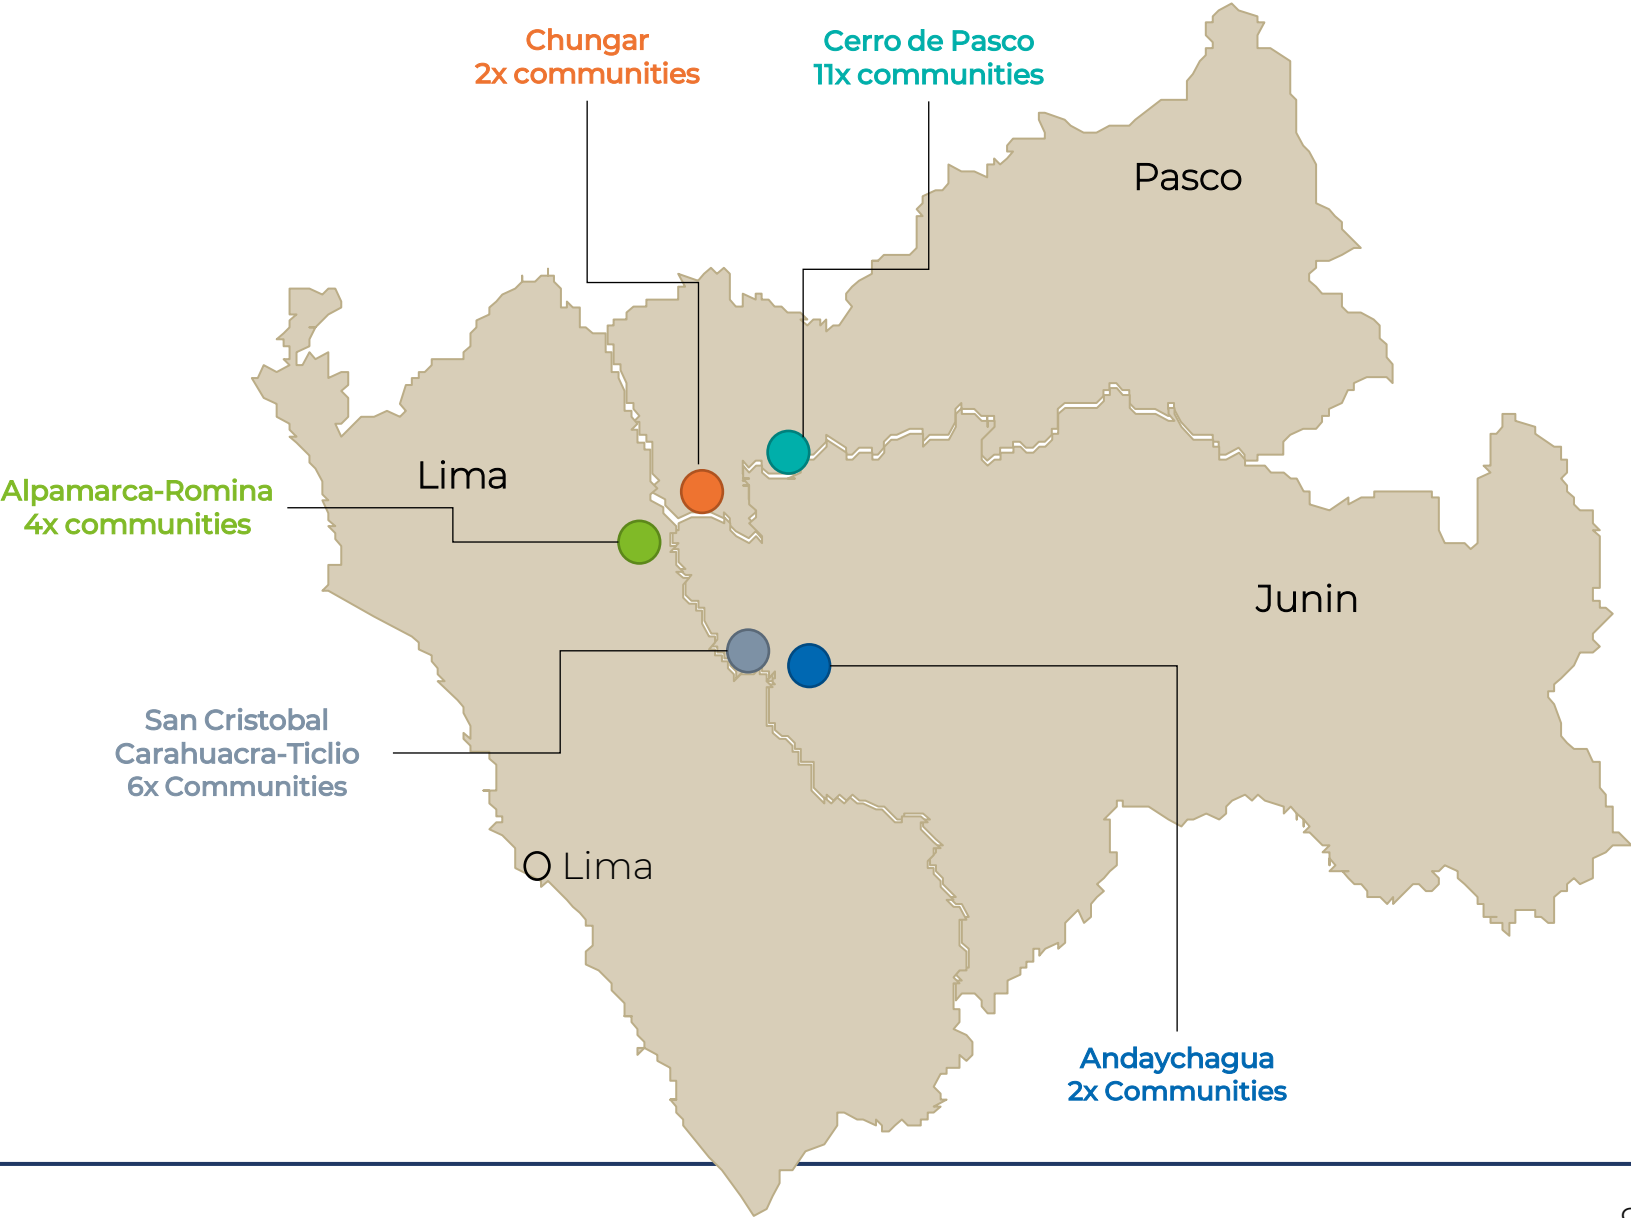 Chungar
2x communities
Cerro de Pasco
11x communities
Pasco
Lima
Alpamarca-Romina
4x communities
Junin
San Cristobal
Carahuacra-Ticlio
6x Communities
Lima
Andaychagua
2x Communities